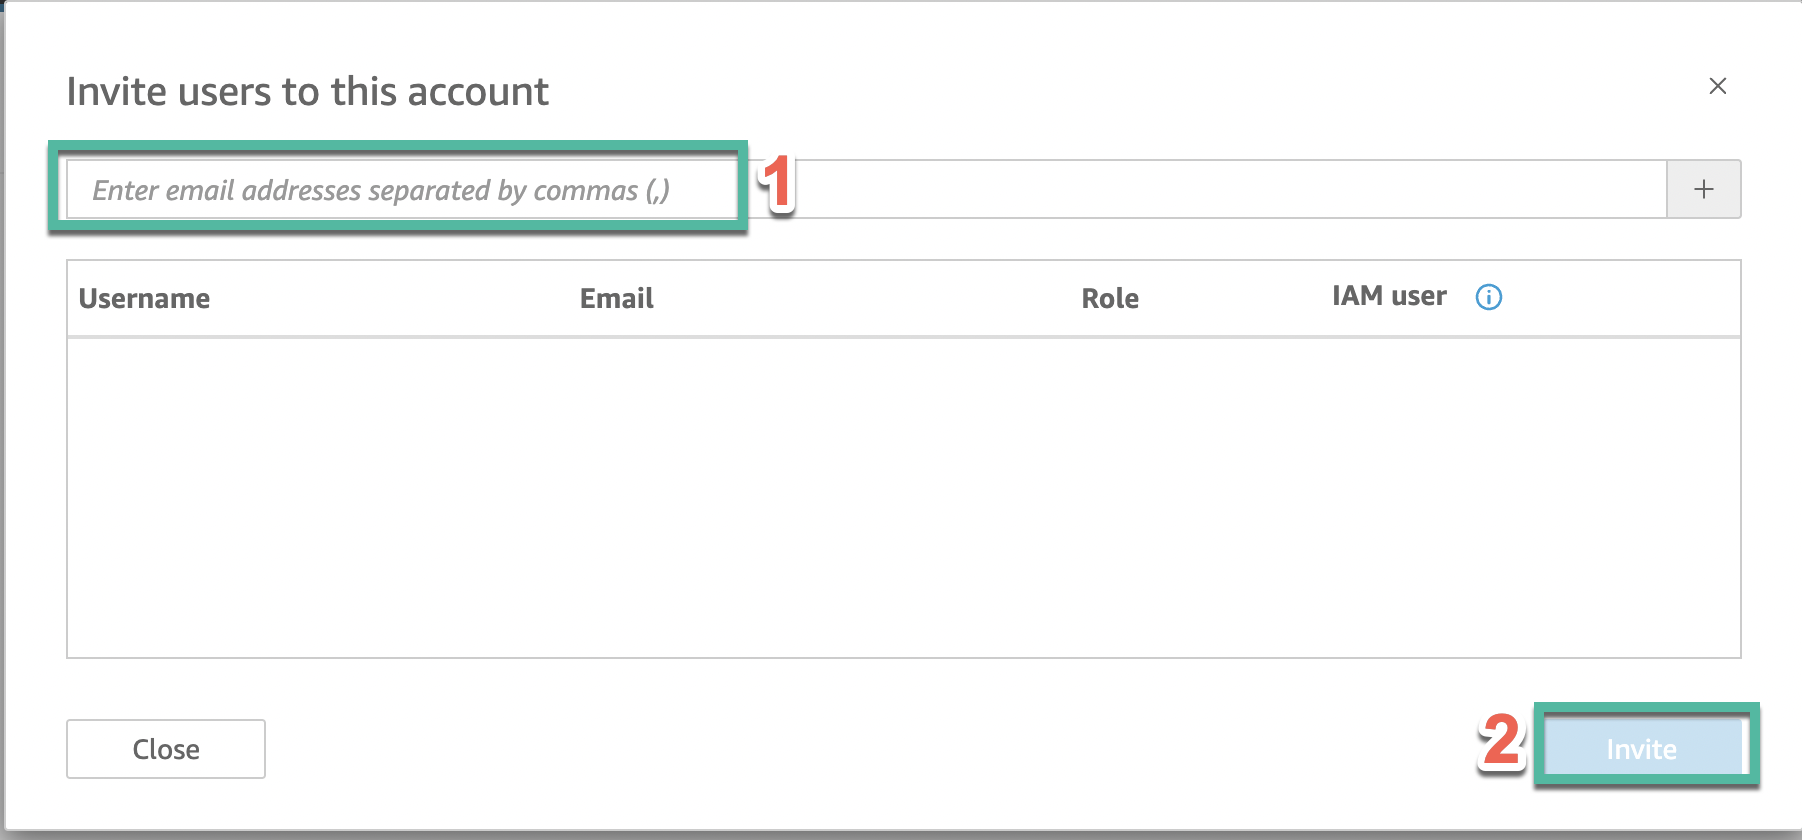 Invite users to this account
Enter email addresses separated by commas (,)
1
Username Email Role IAM user
Close
2
Invite